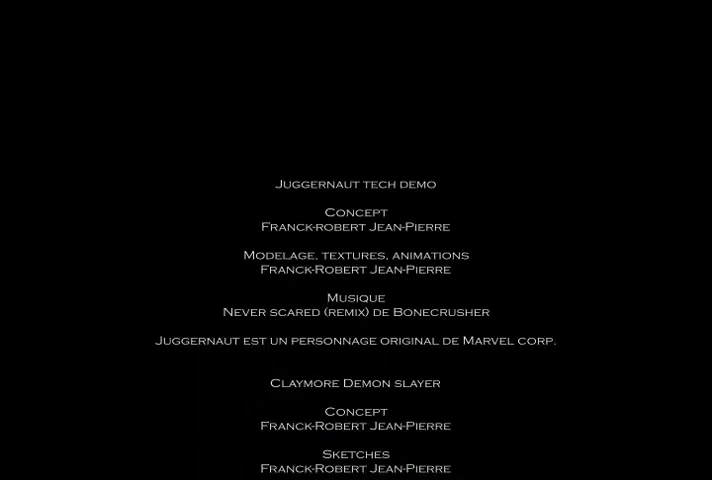 Juggernaut tech demo
Concept
Franck-robert Jean-Pierre
Modelage, textures, animations
Franck-Robert Jean-Pierre
Musique
Never scared (remix) de Bonecrusher
Juggernaut est un personnage original de Marvel corp.
Claymore Demon slayer
Concept
Franck-Robert Jean-Pierre
Sketches
Franck-Robert Jean-Pierre